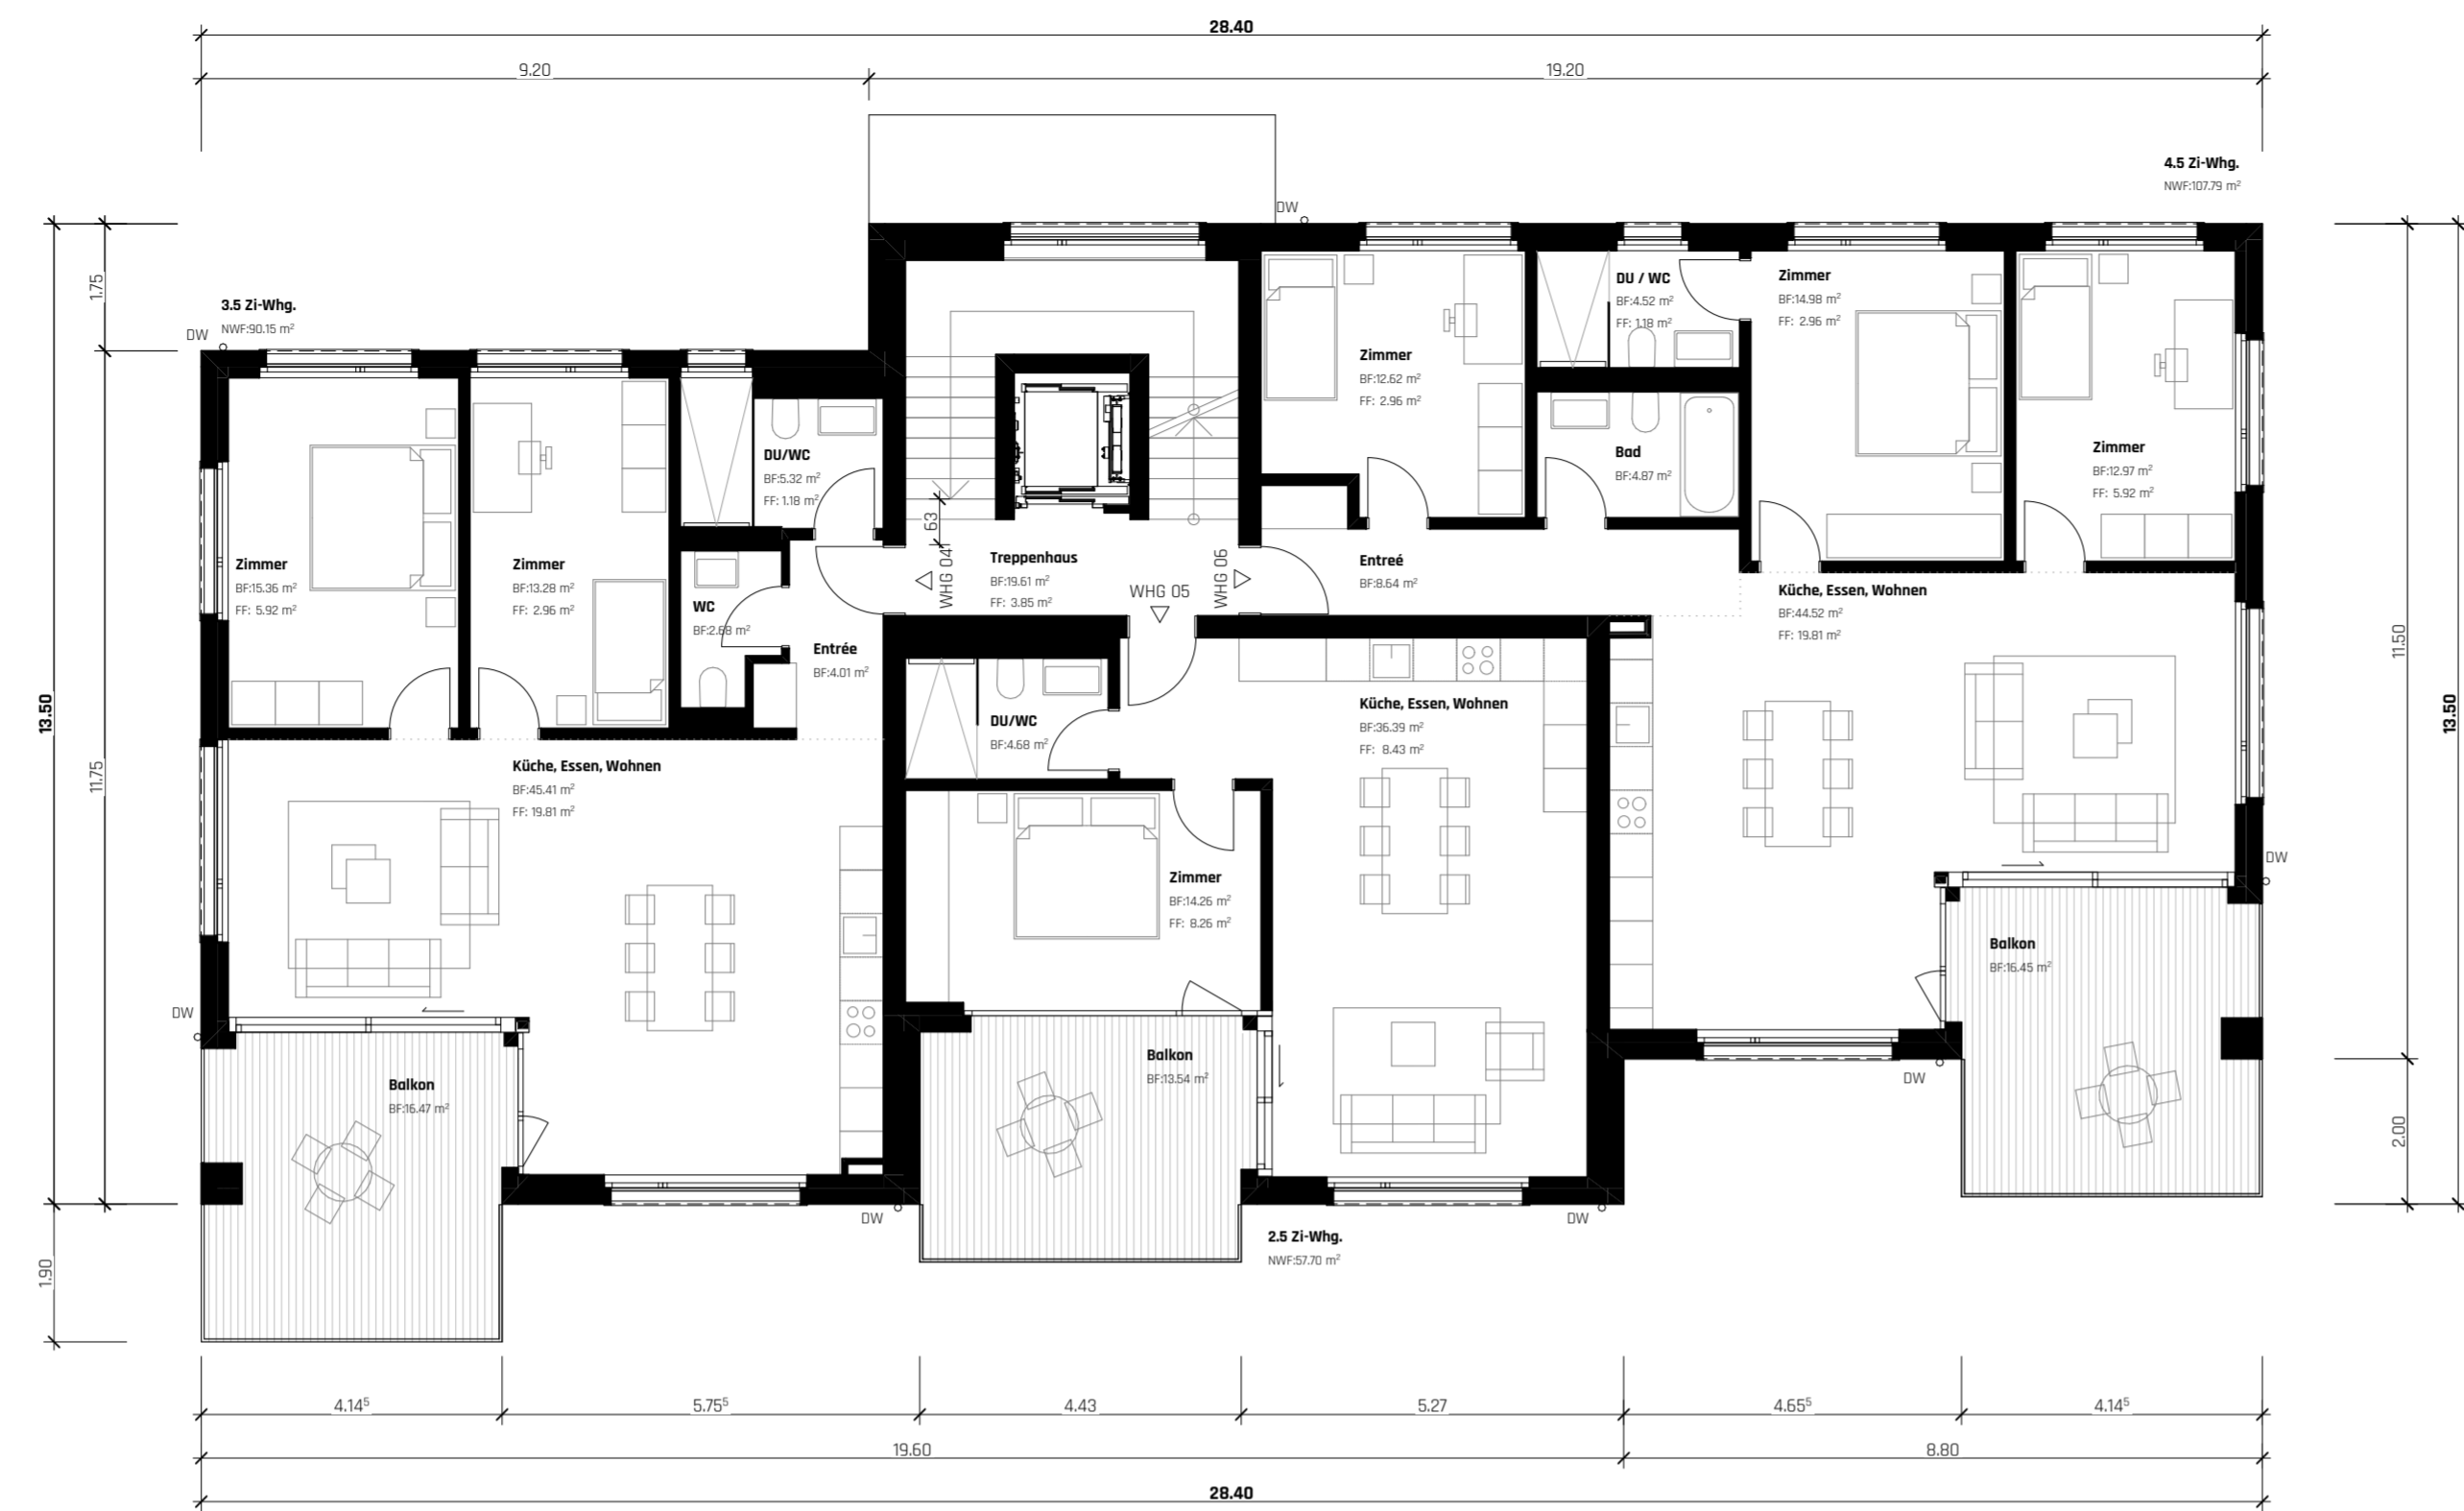 28.40
9.20
19.20
4.5 Zi-Whg.
NWF:107.79 m²
DW
1.75
3.5 Zi-Whg.
NWF:90.15 m²
DW
DU / WC
BF:4.52 m²
FF: 1.18 m²
Zimmer
BF:14.98 m²
FF: 2.96 m²
Zimmer
BF:12.62 m²
FF: 2.96 m²
DU/WC
BF:5.32 m²
FF: 1.18 m²
Bad
BF:4.87 m²
Zimmer
BF:12.97 m²
FF: 5.92 m²
63
Zimmer
BF:15.36 m²
FF: 5.92 m²
Zimmer
BF:13.28 m²
FF: 2.96 m²
WC
BF:2.68 m²
Entrée
BF:4.01 m²
WHG 04
Treppenhaus
BF:19.61 m²
FF: 3.85 m²
WHG 05
WHG 06
Entreé
BF:8.64 m²
Küche, Essen, Wohnen
BF:44.52 m²
FF: 19.81 m²
11.50
13.50
13.50
11.75
DU/WC
BF:4.68 m²
Küche, Essen, Wohnen
BF:36.39 m²
FF: 8.43 m²
Küche, Essen, Wohnen
BF:45.41 m²
FF: 19.81 m²
Zimmer
BF:14.26 m²
FF: 8.26 m²
DW
Balkon
BF:16.45 m²
DW
Balkon
BF:13.54 m²
Balkon
BF:16.47 m²
DW
2.00
DW
DW
2.5 Zi-Whg.
NWF:57.70 m²
1.90
4.14⁵
5.75⁵
4.43
5.27
4.65⁵
4.14⁵
19.60
8.80
28.40